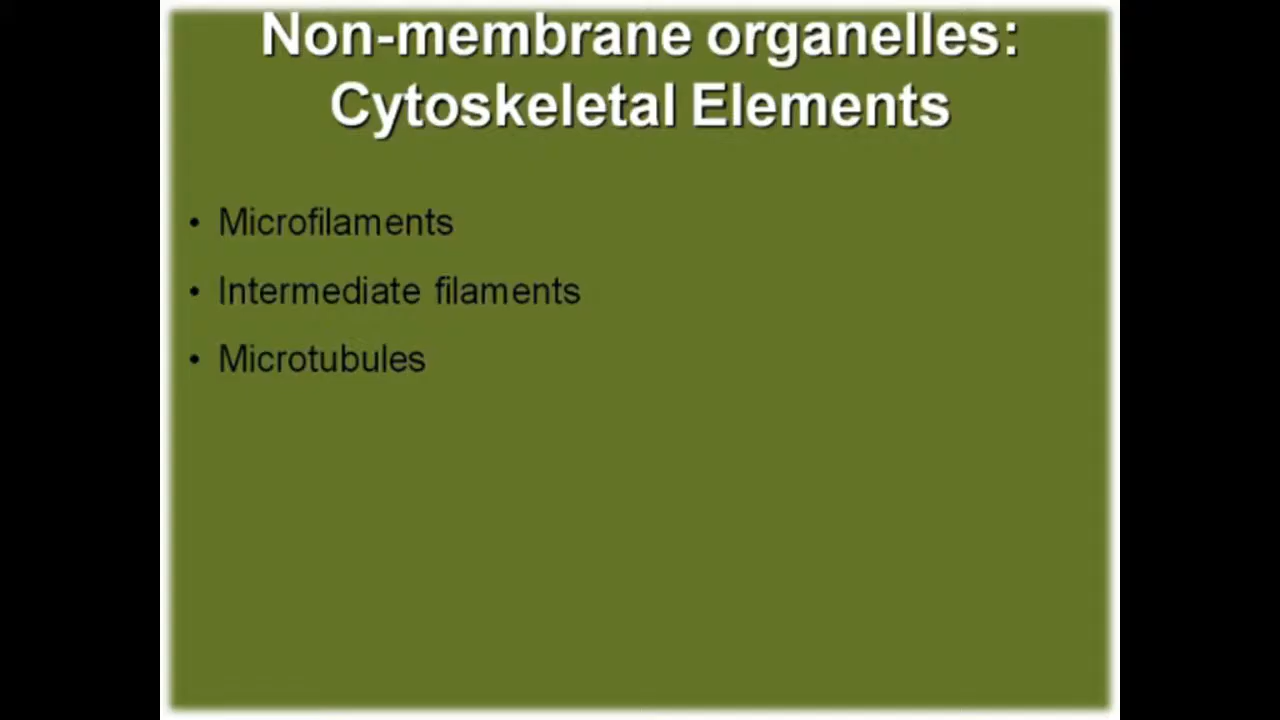 Non-membrane organelles:
Cytoskeletal Elements
• Microfilaments
• Intermediate filaments
• Microtubules